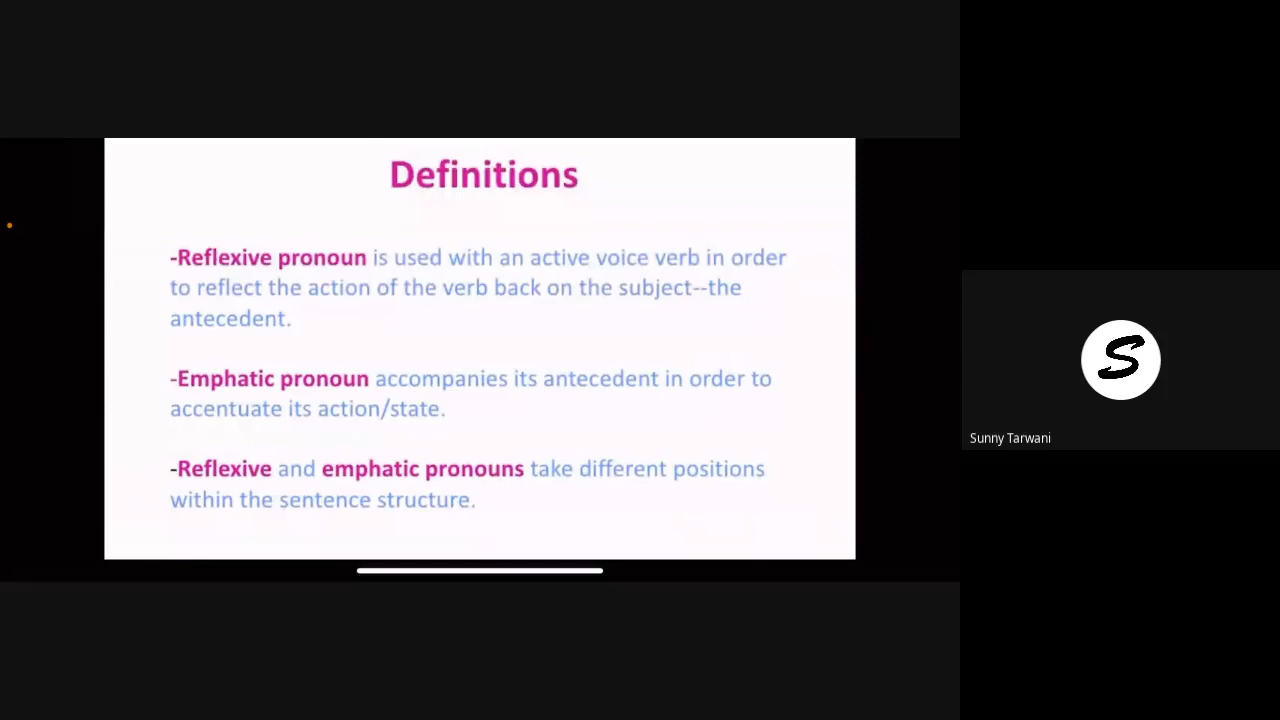 Definitions
-Reflexive pronoun is used with an active voice verb in order
to reflect the action of the verb back on the subject--the
antecedent.
-Emphatic pronoun accompanies its antecedent in order to
accentuate its action/state.
-Reflexive and emphatic pronouns take different positions
within the sentence structure.
S
Sunny Tarwani